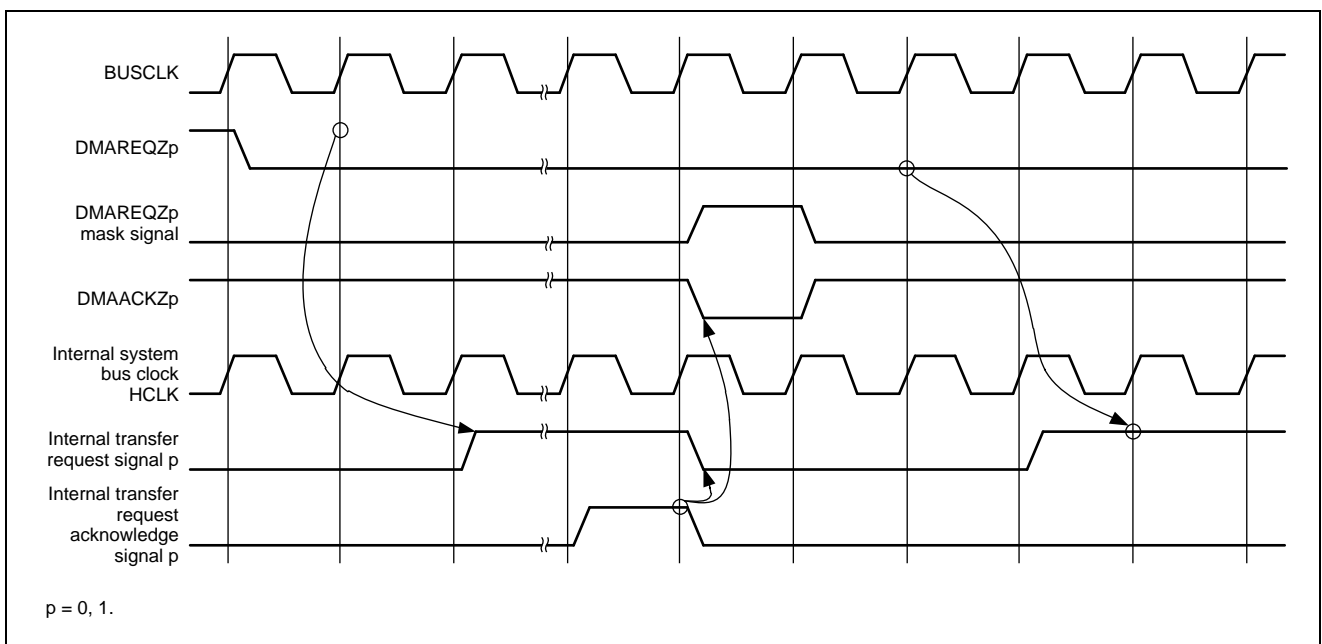 BUSCLK
DMAREQZp
DMAREQZp
mask signal
DMAACKZp
Internal system
bus clock
HCLK
Internal transfer
request signal p
Internal transfer
request
acknowledge
signal p
p = 0, 1.